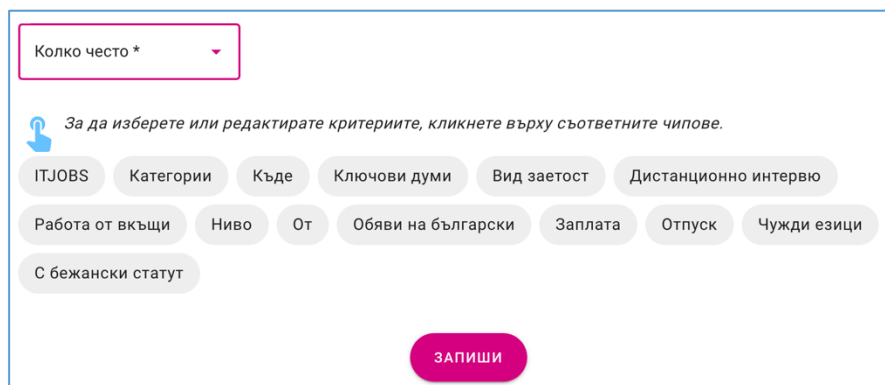 Колко често *
За да изберете или редактирате критериите, кликнете върху съответните чипове.
ITJOBS Категории Къде Ключови думи Вид заетост Дистанционно интервю
Работа от вкъщи Ниво От Обяви на български Заплата Отпуск Чужди езици
С бежански статут
ЗАПИШИ